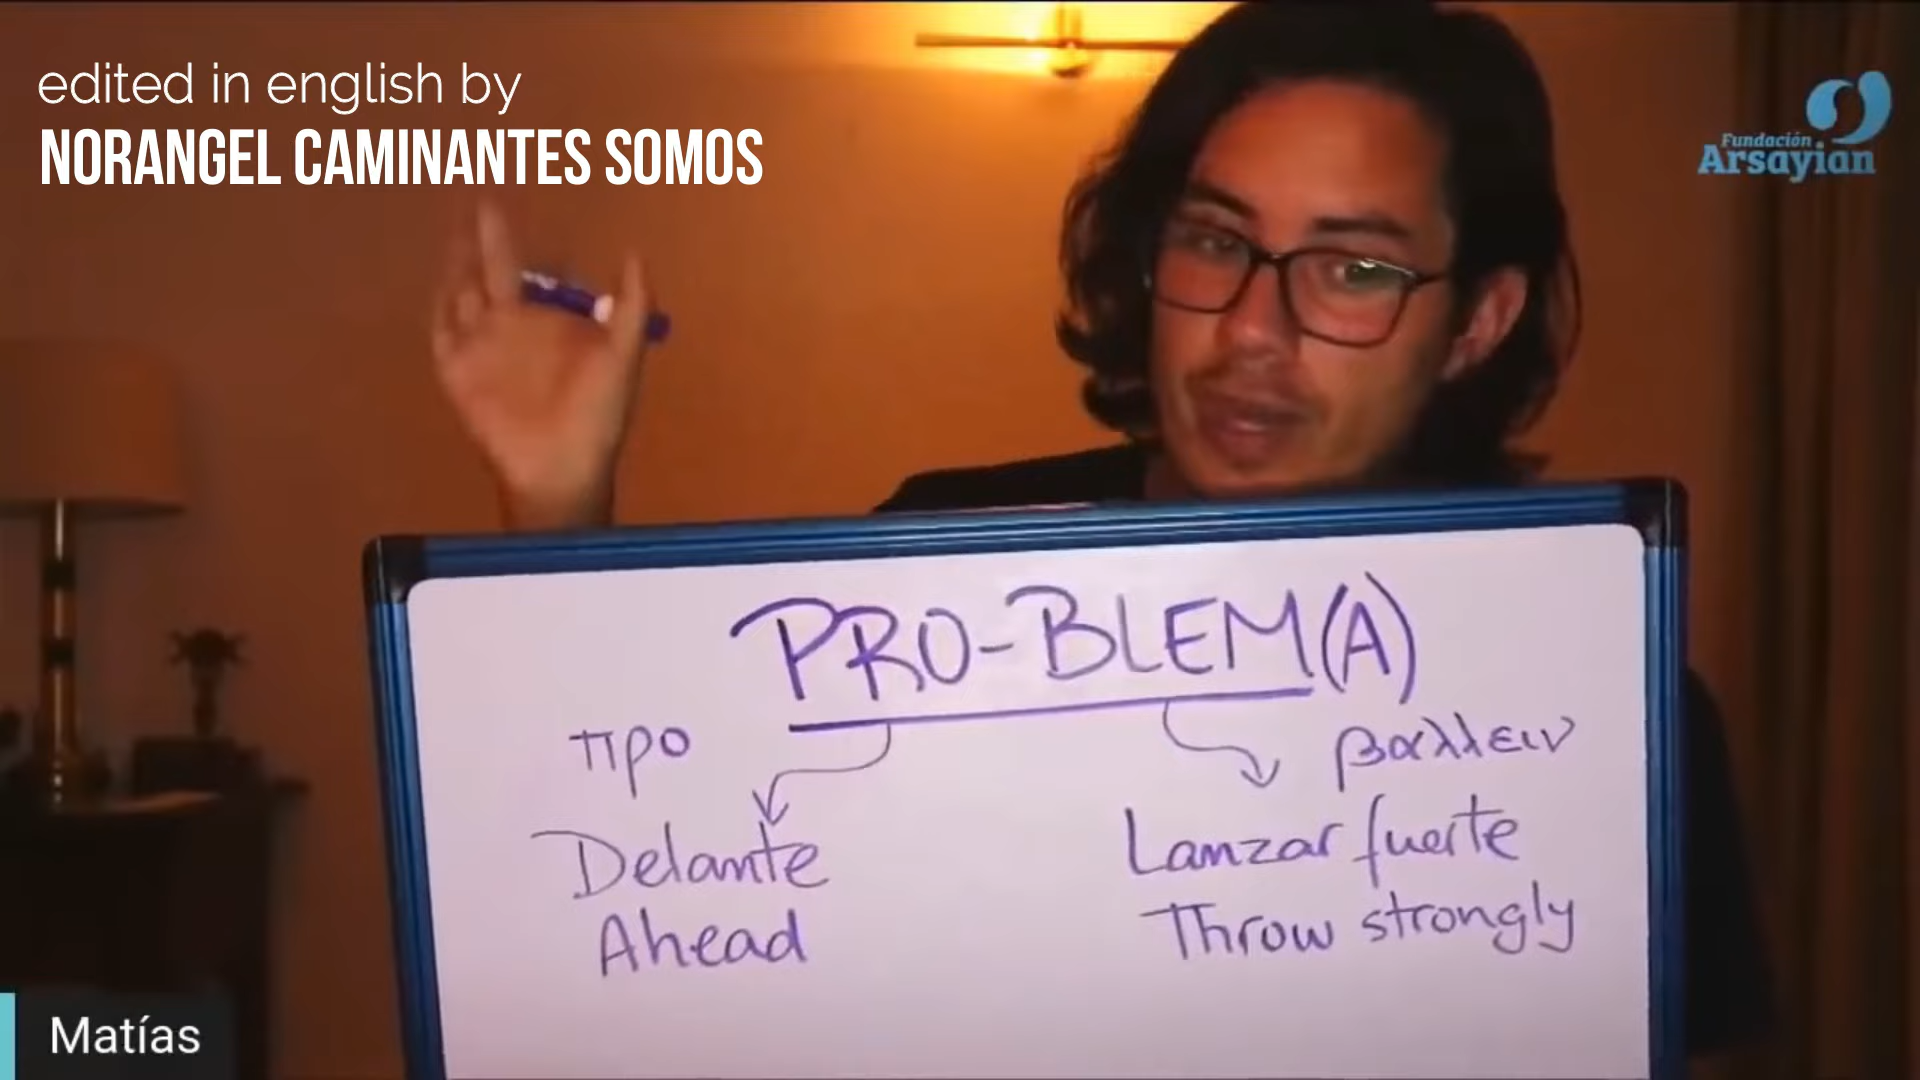 edited in english by
NORANGEL CAMINANTES SOMOS
Fundación
Arsayian
PRO-BLEM(A)
προ
βαλλειν
Delante
Lanzar fuerte
Ahead
Throw strongly
Matías